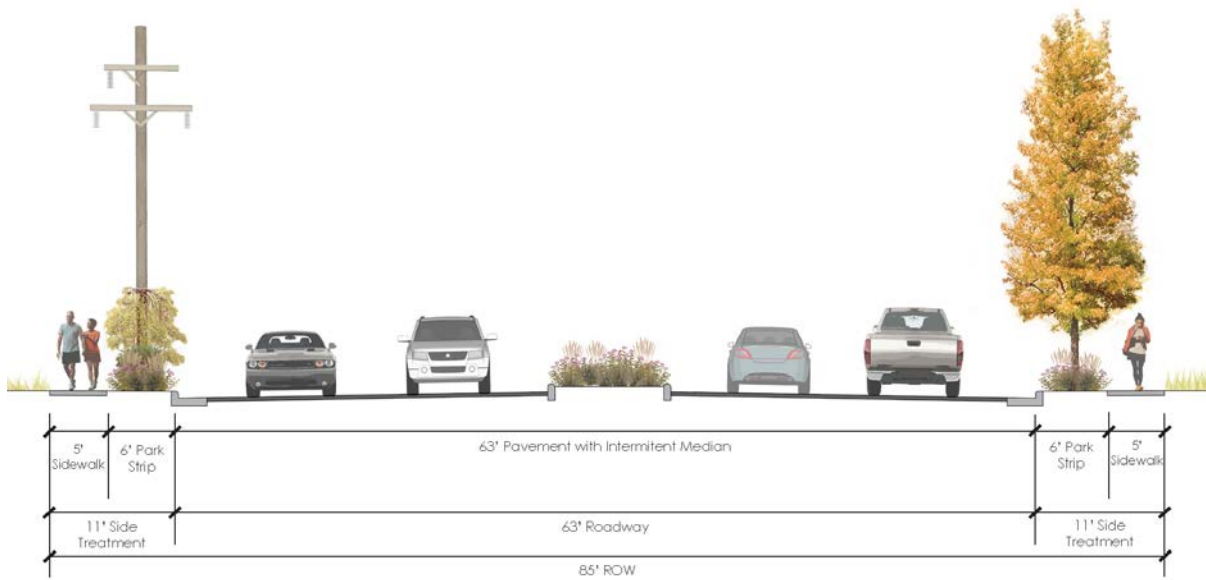 5'
Sidewalk
6' Park
Strip
63' Pavement with Intermitent Median
6' Park
Strip
5'
Sidewalk
11' Side
Treatment
63' Roadway
11' Side
Treatment
85' ROW